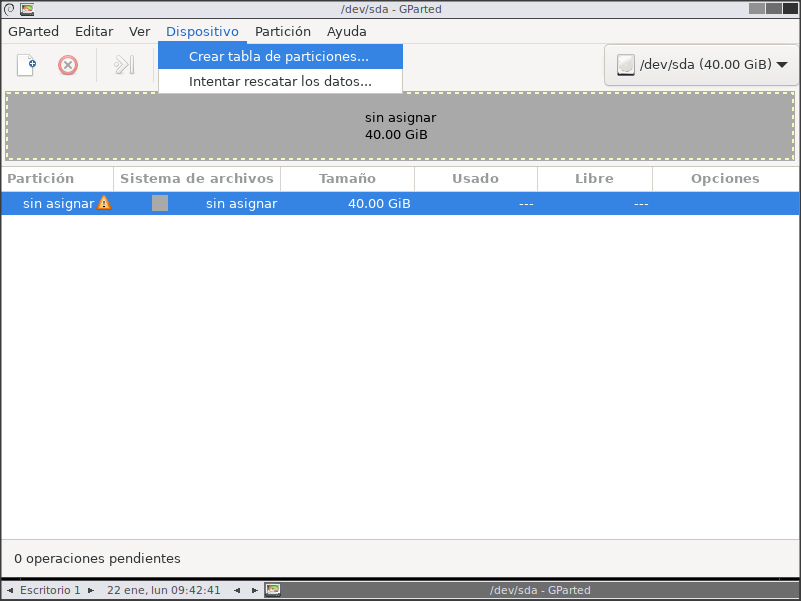 /dev/sda - GParted
GParted Editar Ver Dispositivo Partición Ayuda
Crear tabla de particiones...
Intentar rescatar los datos...
/dev/sda (40.00 GiB)
sin asignar
40.00 GiB
Partición Sistema de archivos Tamaño Usado Libre Opciones
sin asignar sin asignar 40.00 GiB --- ---
0 operaciones pendientes
Escritorio 1 22 ene, lun 09:42:41 /dev/sda - GParted